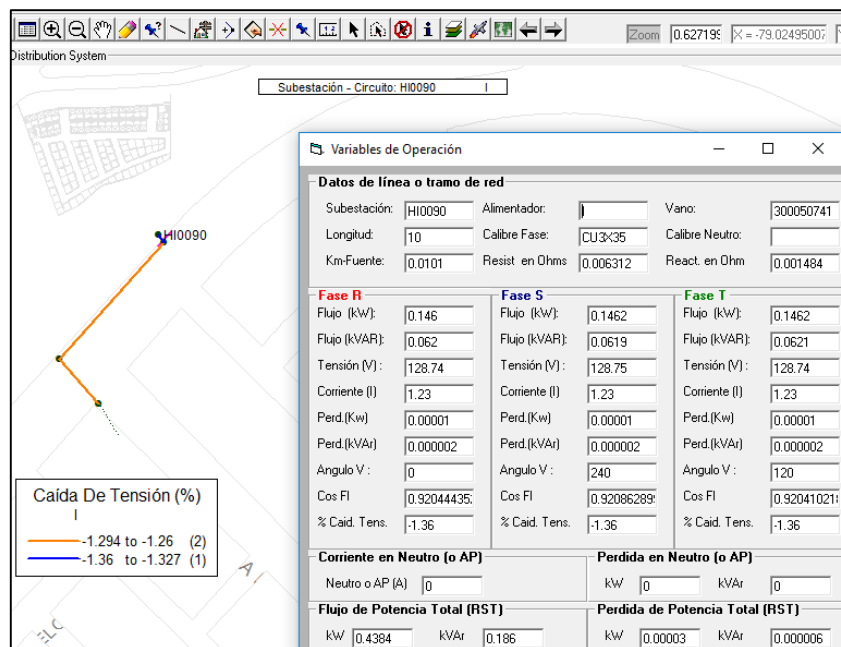 Zoom 0.627199 X = -79.02495007
Distribution System
Subestación - Circuito: HI0090 I
HI0090
Caída De Tensión (%)
I
-1.294 to -1.26 (2)
-1.36 to -1.327 (1)
A I
ELC
Variables de Operación
Datos de línea o tramo de red
Subestación: HI0090 Alimentador: I Vano: 300050741
Longitud: 10 Calibre Fase: CU3X35 Calibre Neutro:
Km-Fuente: 0.0101 Resist en Ohms 0.006312 React. en Ohm 0.001484
Fase R Fase S Fase T
Flujo (kW): 0.146 Flujo (kW): 0.1462 Flujo (kW): 0.1462
Flujo (kVAR): 0.062 Flujo (kVAR): 0.0619 Flujo (kVAR): 0.0621
Tensión (V) : 128.74 Tensión (V) : 128.75 Tensión (V) : 128.74
Corriente (I) 1.23 Corriente (I) 1.23 Corriente (I) 1.23
Perd.(Kw) 0.00001 Perd.(Kw) 0.00001 Perd.(Kw) 0.00001
Perd.(kVAr) 0.000002 Perd.(kVAr) 0.000002 Perd.(kVAr) 0.000002
Angulo V : 0 Angulo V : 240 Angulo V : 120
Cos FI 0.92044435 Cos FI 0.92086289 Cos FI 0.92041021
% Caid. Tens. -1.36 % Caid. Tens. -1.36 % Caid. Tens. -1.36
Corriente en Neutro (o AP) Perdida en Neutro (o AP)
Neutro o AP (A) 0 kW 0 kVAr 0
Flujo de Potencia Total (RST) Perdida de Potencia Total (RST)
kW 0.4384 kVAr 0.186 kW 0.00003 kVAr 0.000006